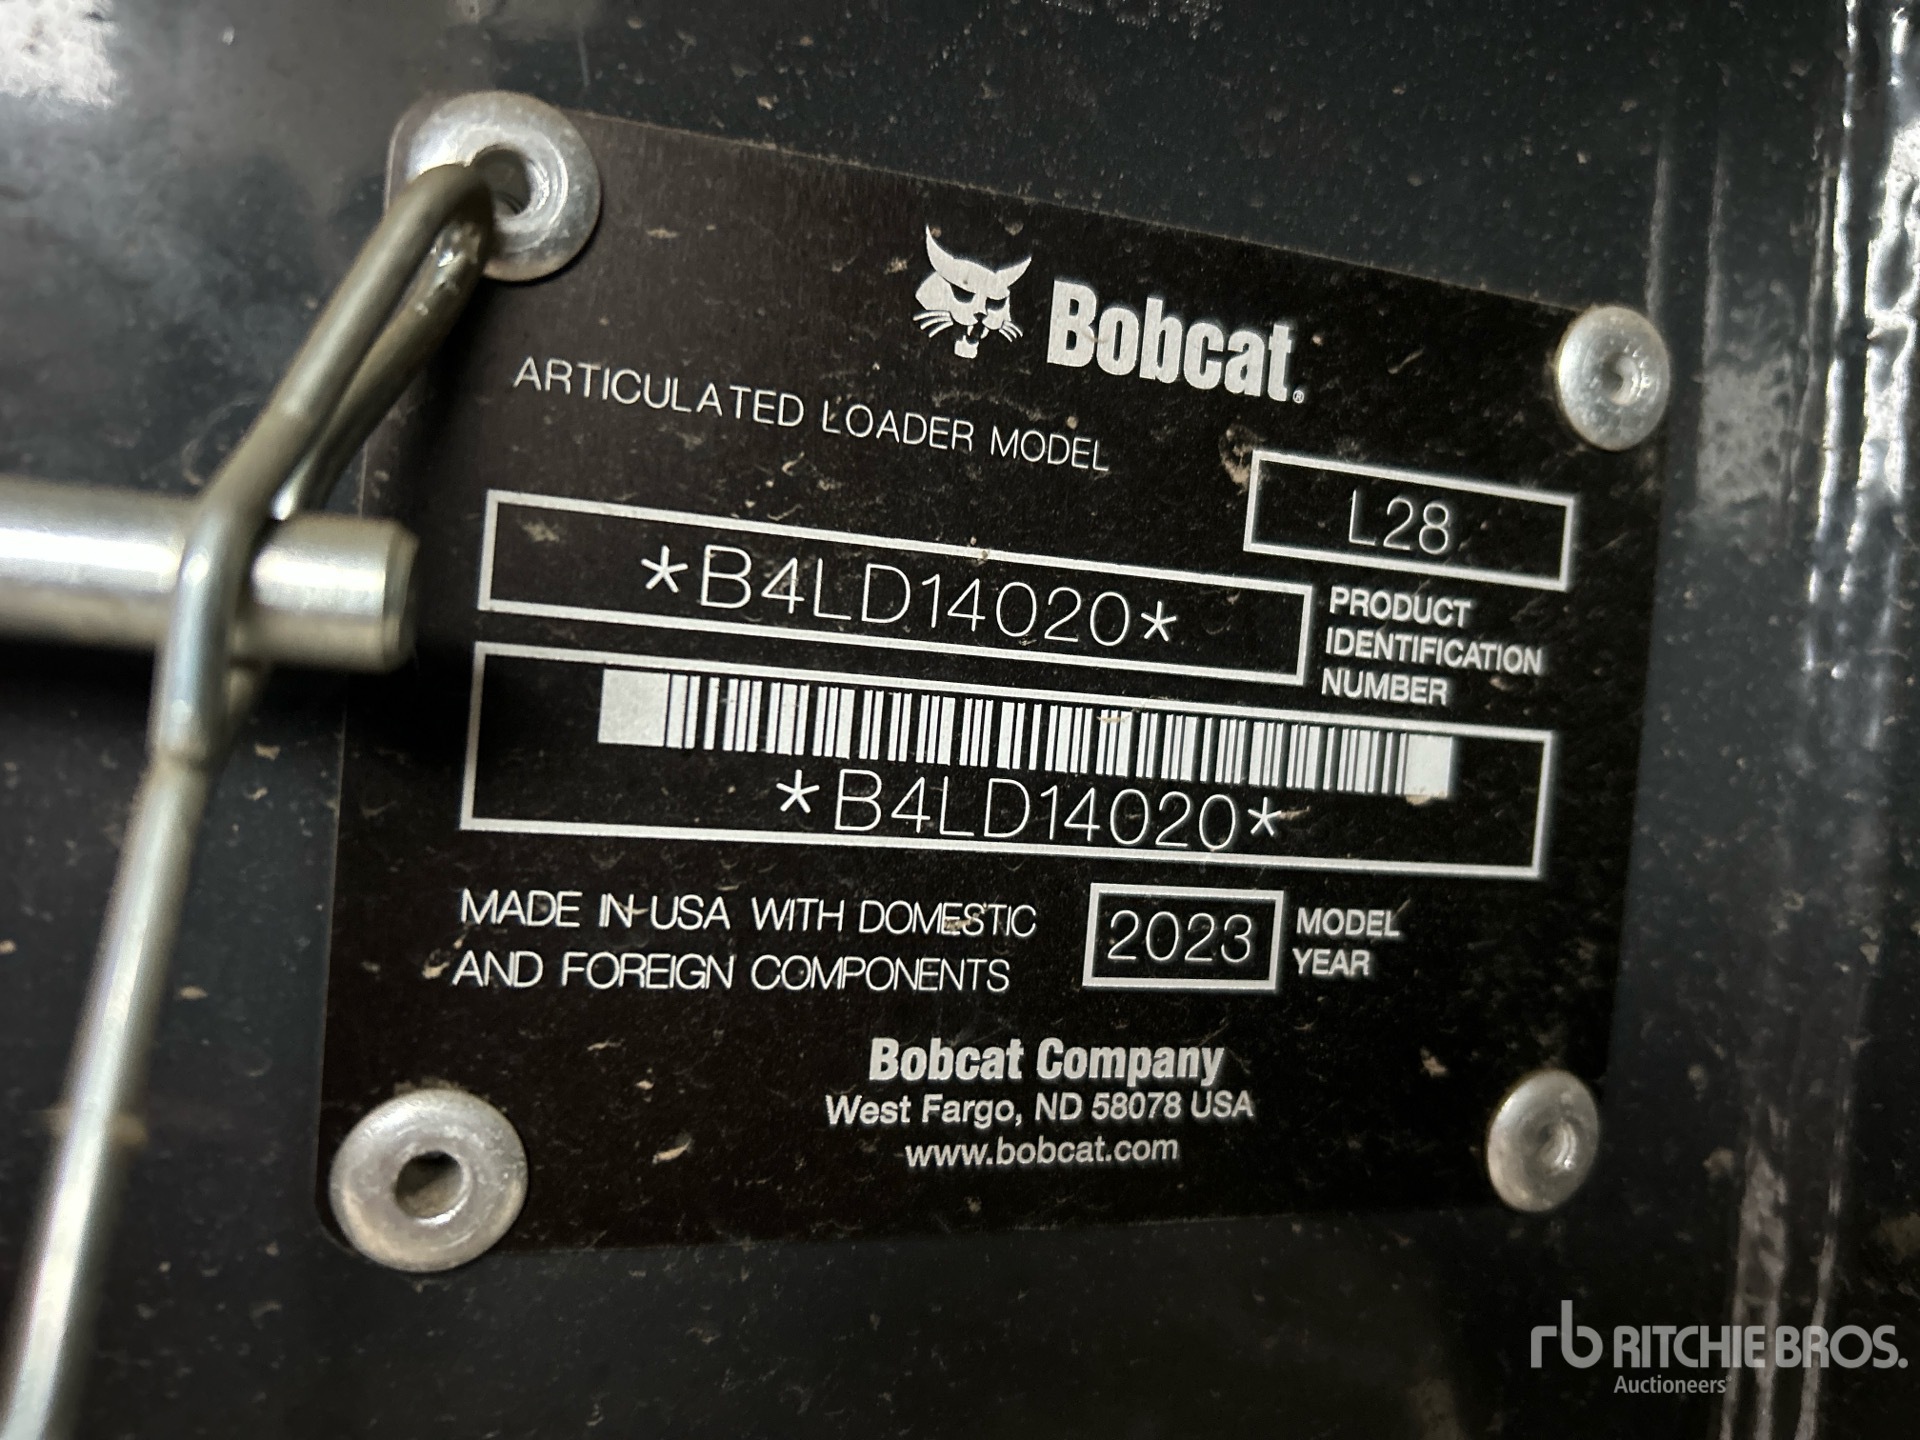 Bobcat®
ARTICULATED LOADER MODEL
L28
*B4LD14020*
PRODUCT
IDENTIFICATION
NUMBER
*B4LD14020*
MADE IN USA WITH DOMESTIC
AND FOREIGN COMPONENTS
2023
MODEL
YEAR
Bobcat Company
West Fargo, ND 58078 USA
www.bobcat.com
rb RITCHIE BROS.
Auctioneers